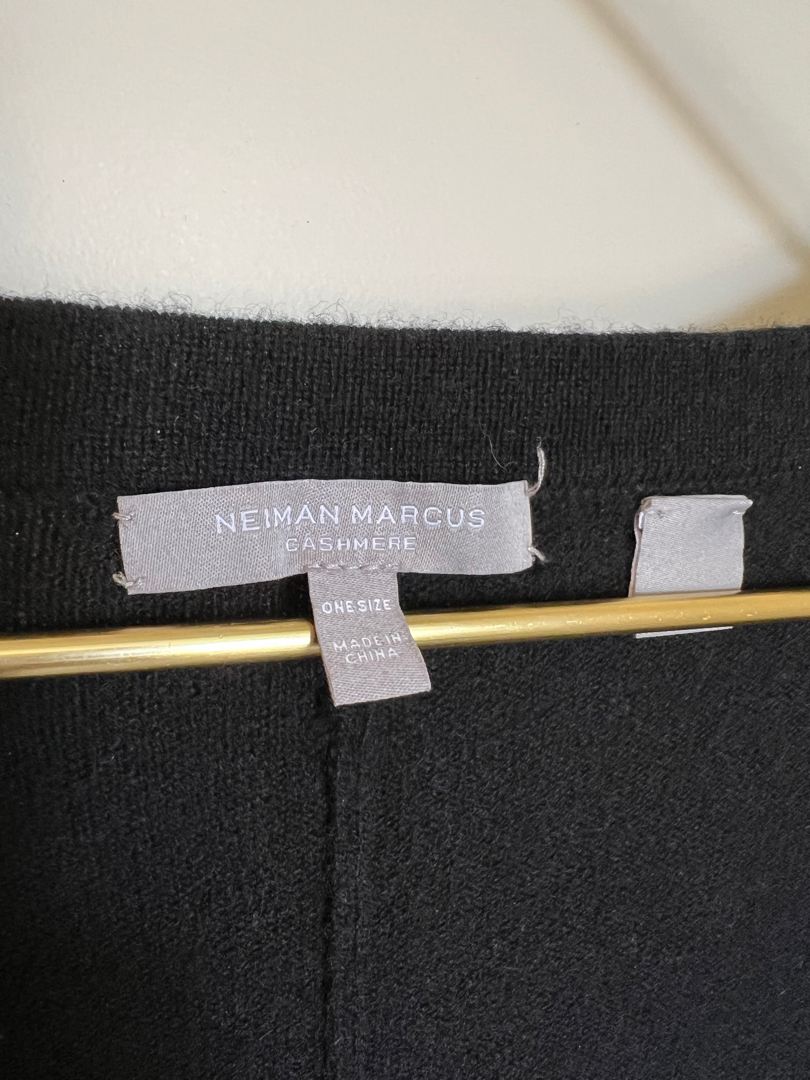 NEIMAN MARCUS
CASHMERE
ONE SIZE
MADE IN
CHINA